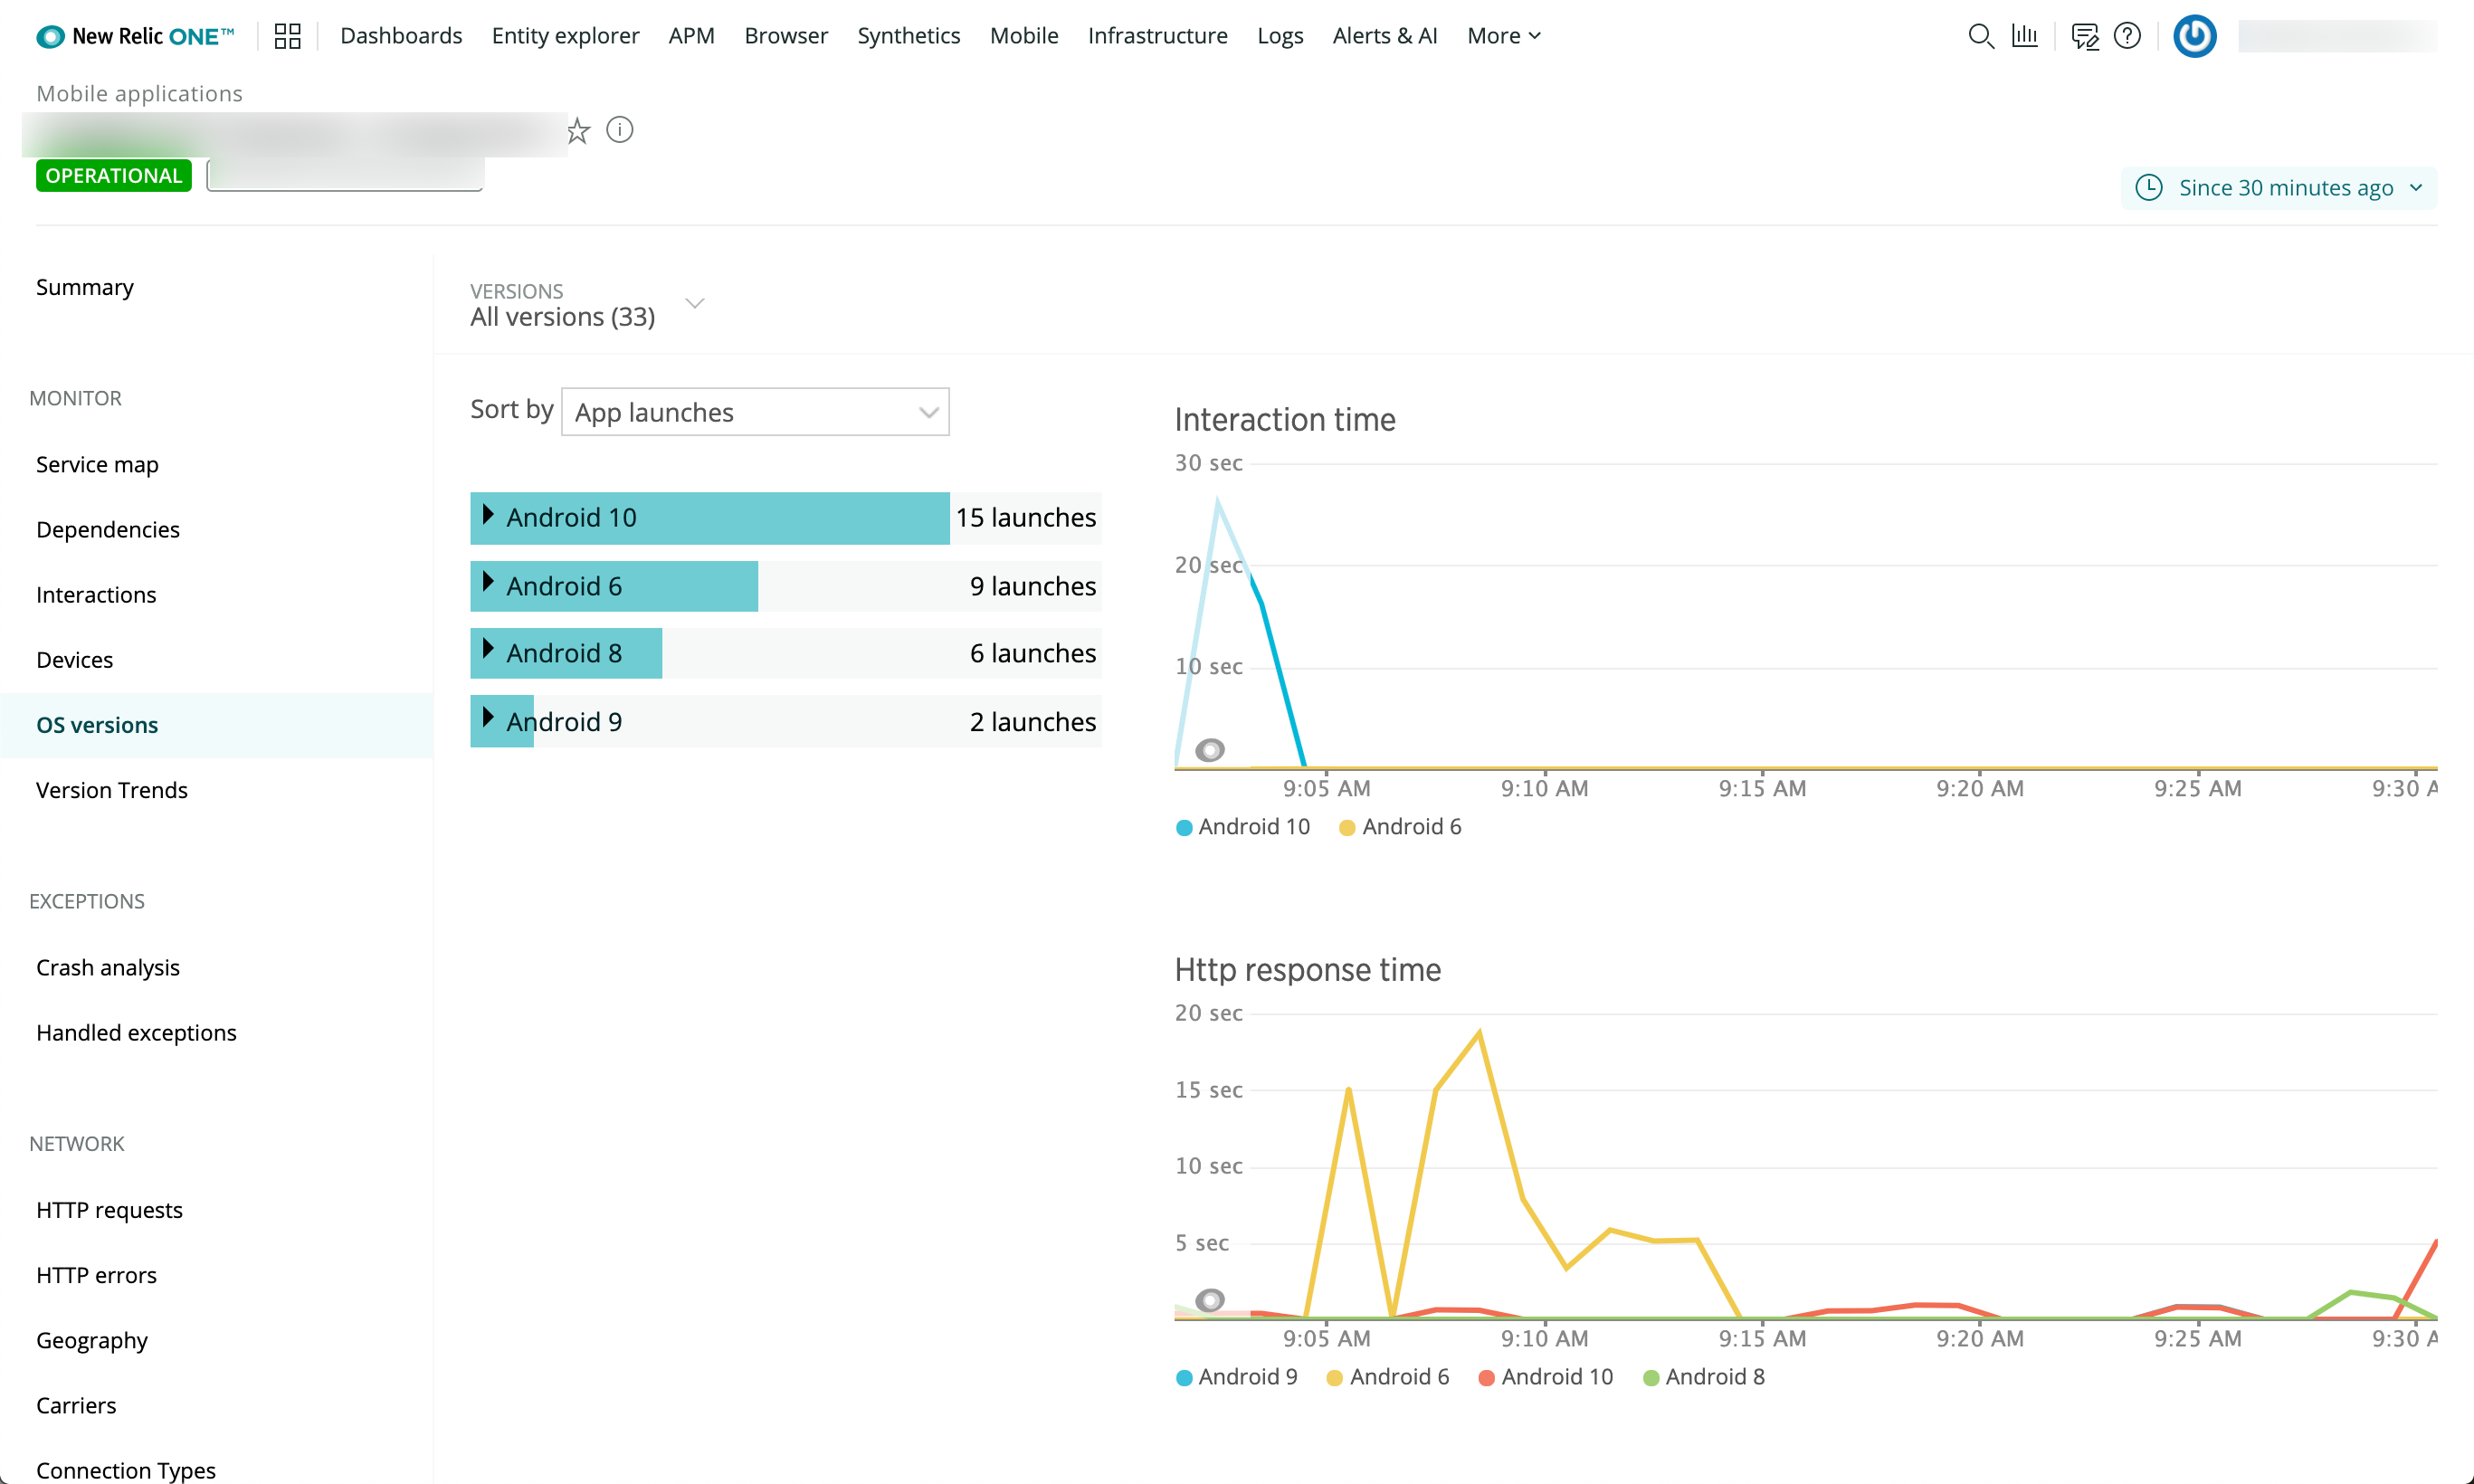 New Relic ONE™ Dashboards Entity explorer APM Browser Synthetics Mobile Infrastructure Logs Alerts & AI More
Mobile applications
OPERATIONAL
Since 30 minutes ago
Summary
MONITOR
Service map
Dependencies
Interactions
Devices
OS versions
Version Trends
EXCEPTIONS
Crash analysis
Handled exceptions
NETWORK
HTTP requests
HTTP errors
Geography
Carriers
Connection Types
VERSIONS
All versions (33)
Sort by App launches
Android 10 15 launches
Android 6 9 launches
Android 8 6 launches
Android 9 2 launches
Interaction time
30 sec
20 sec
10 sec
9:05 AM 9:10 AM 9:15 AM 9:20 AM 9:25 AM 9:30 A
Android 10 Android 6
Http response time
20 sec
15 sec
10 sec
5 sec
9:05 AM 9:10 AM 9:15 AM 9:20 AM 9:25 AM 9:30 A
Android 9 Android 6 Android 10 Android 8